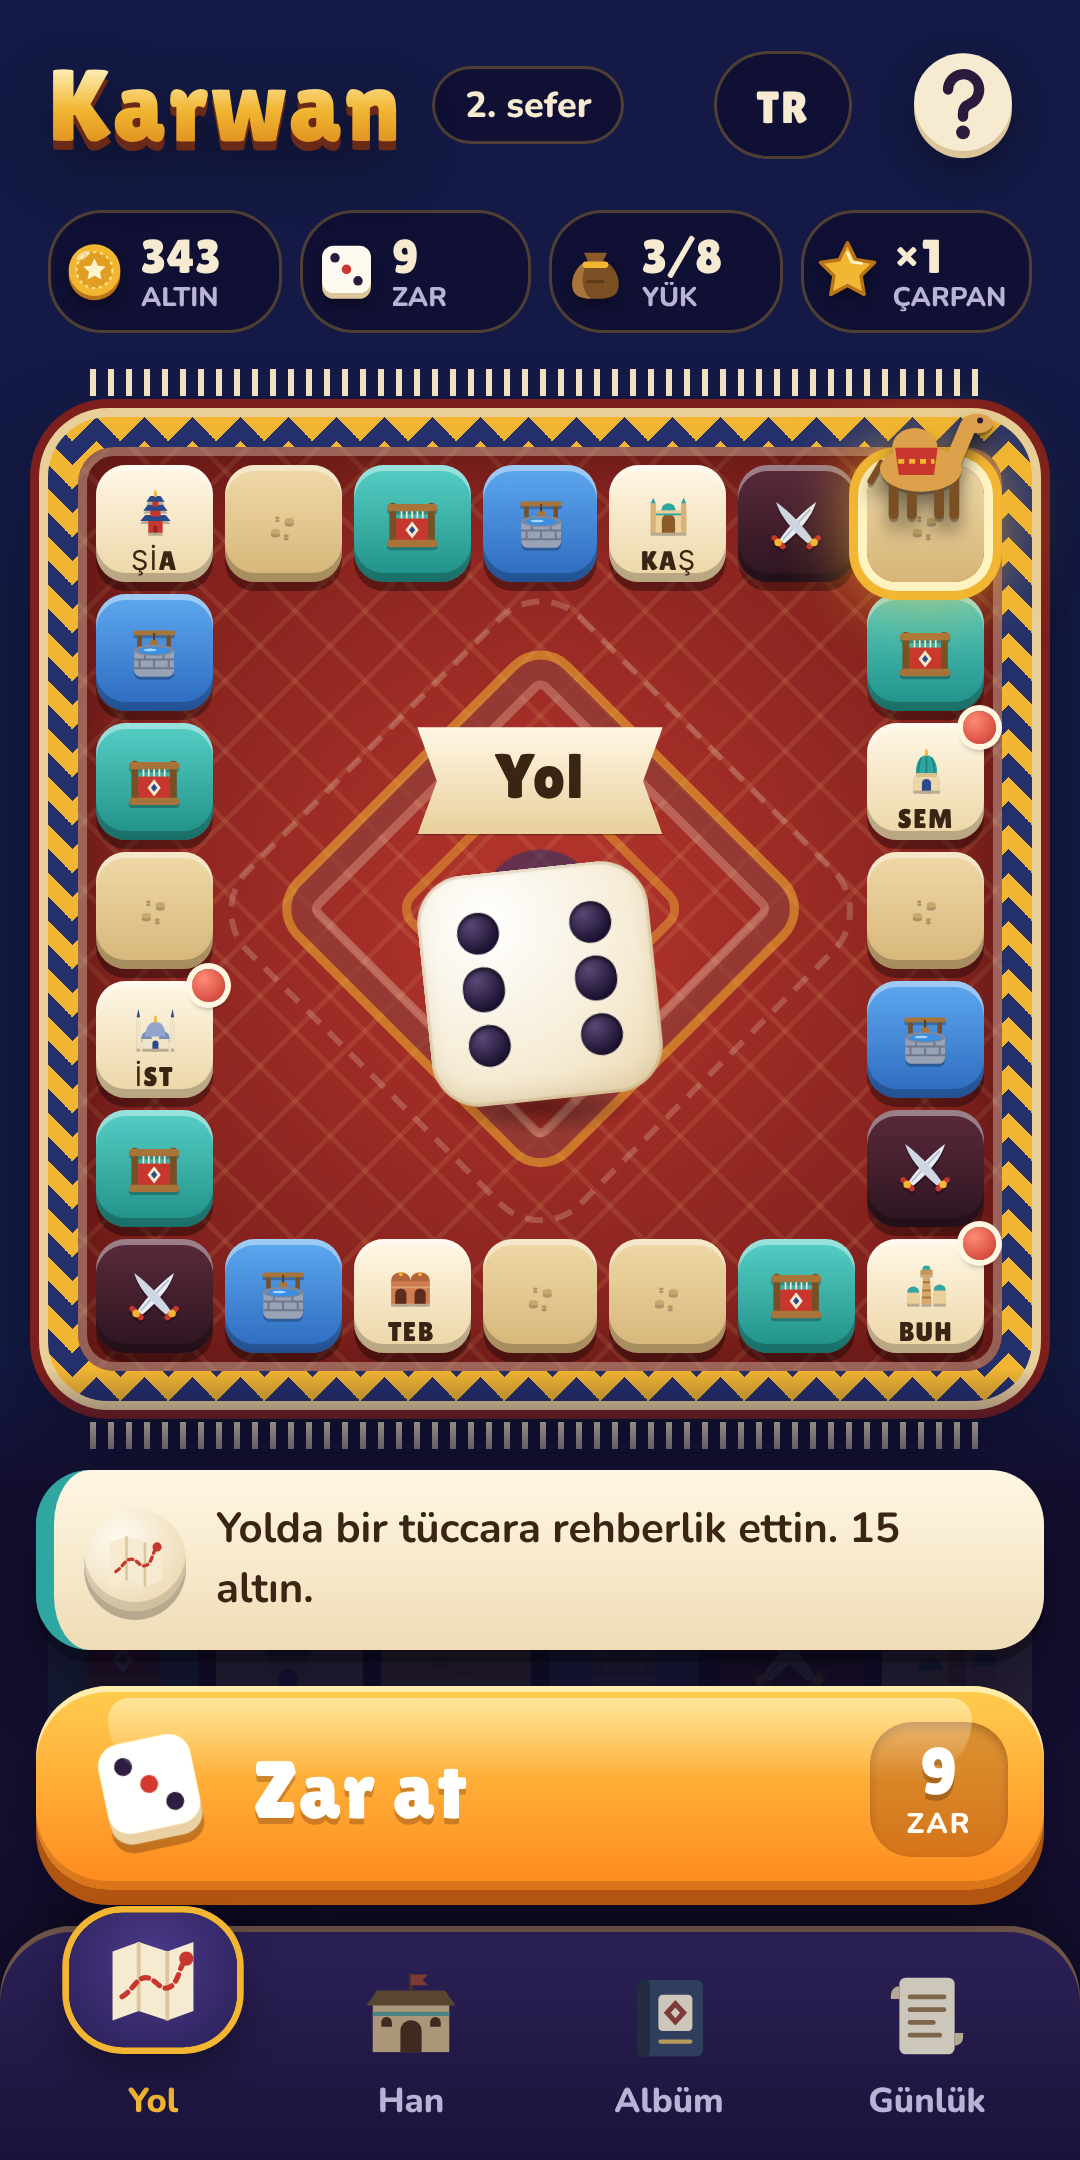 Karwan
2. sefer
TR
?
343
ALTIN
9
ZAR
3/8
YÜK
×1
ÇARPAN
ŞİA
KAŞ
Yol
SEM
İST
TEB
BUH
Yolda bir tüccara rehberlik ettin. 15
altın.
Zar at
9
ZAR
Yol
Han
Albüm
Günlük